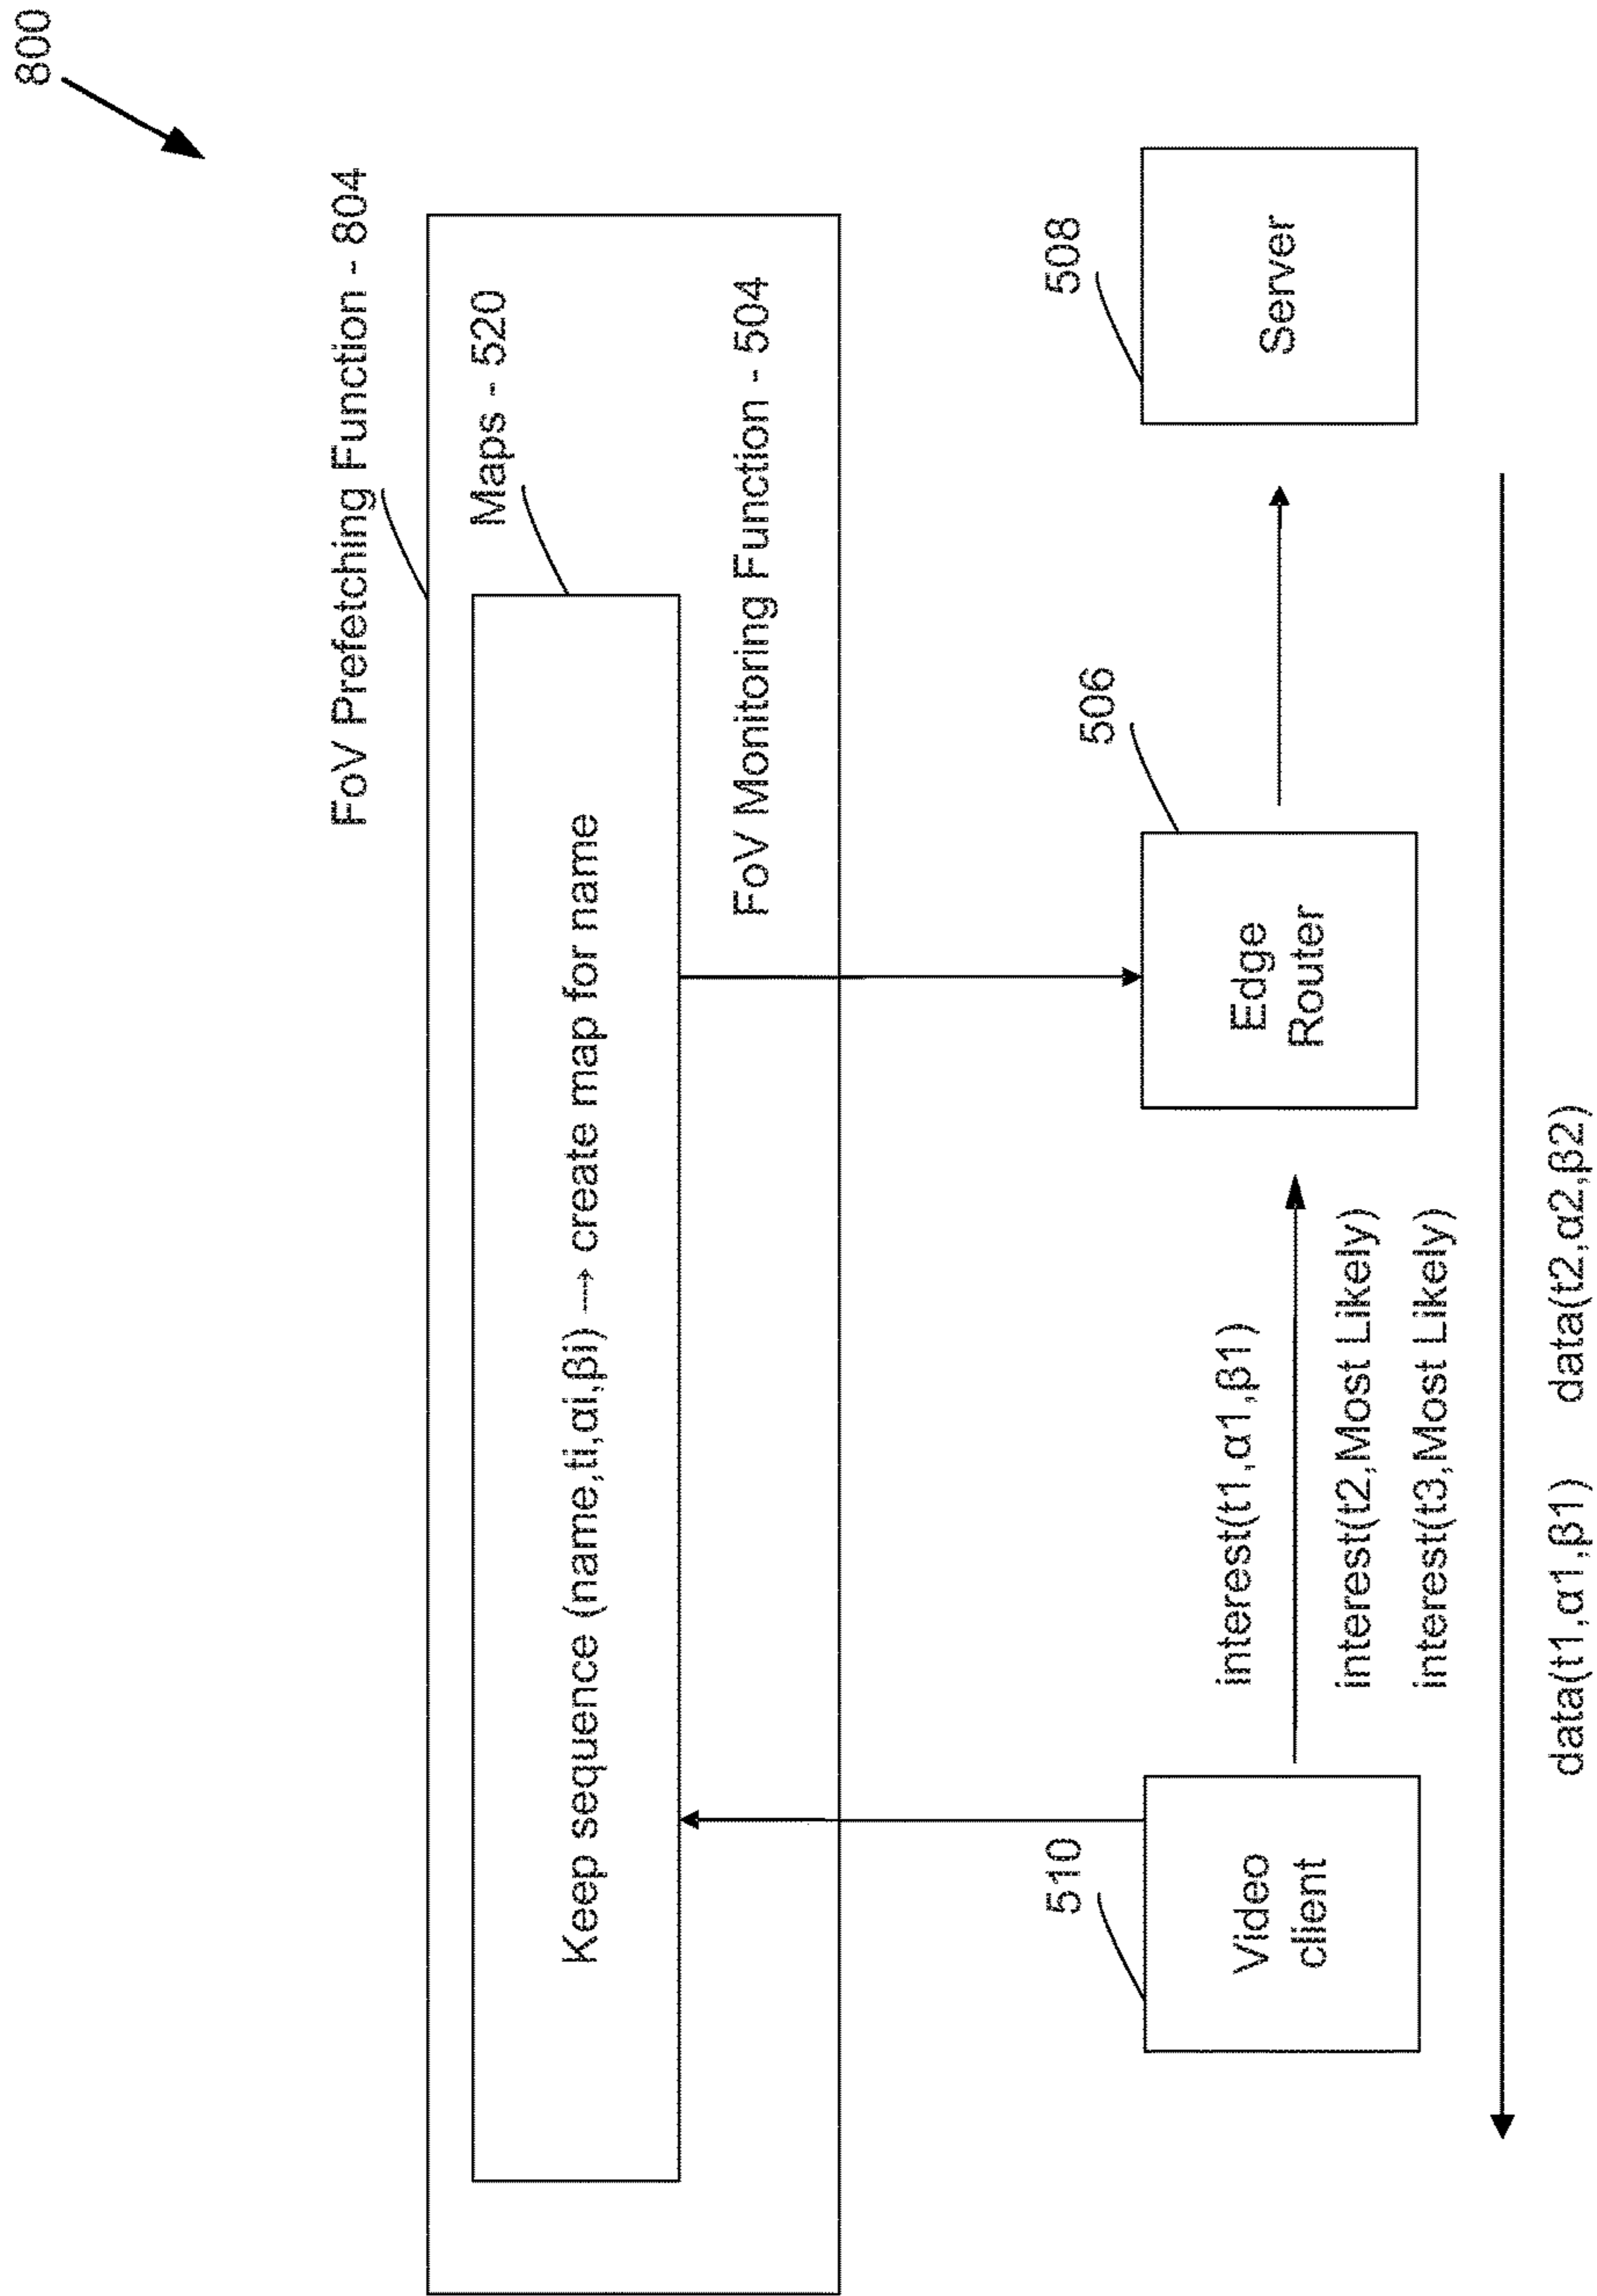 800
FoV Prefetching Function - 804
Maps - 520
Keep sequence (name,ti,αi,βi) → create map for name
FoV Monitoring Function - 504
510
506
508
Video
client
Edge
Router
Server
interest(t1,α1,β1)
interest(t2,Most Likely)
interest(t3,Most Likely)
data(t1,α1,β1) data(t2,α2,β2)